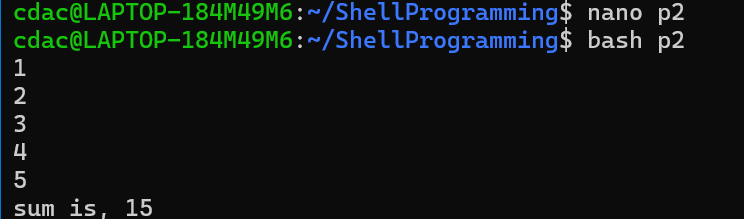 cdac@LAPTOP-184M49M6:~/ShellProgramming$ nano p2
cdac@LAPTOP-184M49M6:~/ShellProgramming$ bash p2
1
2
3
4
5
sum is, 15